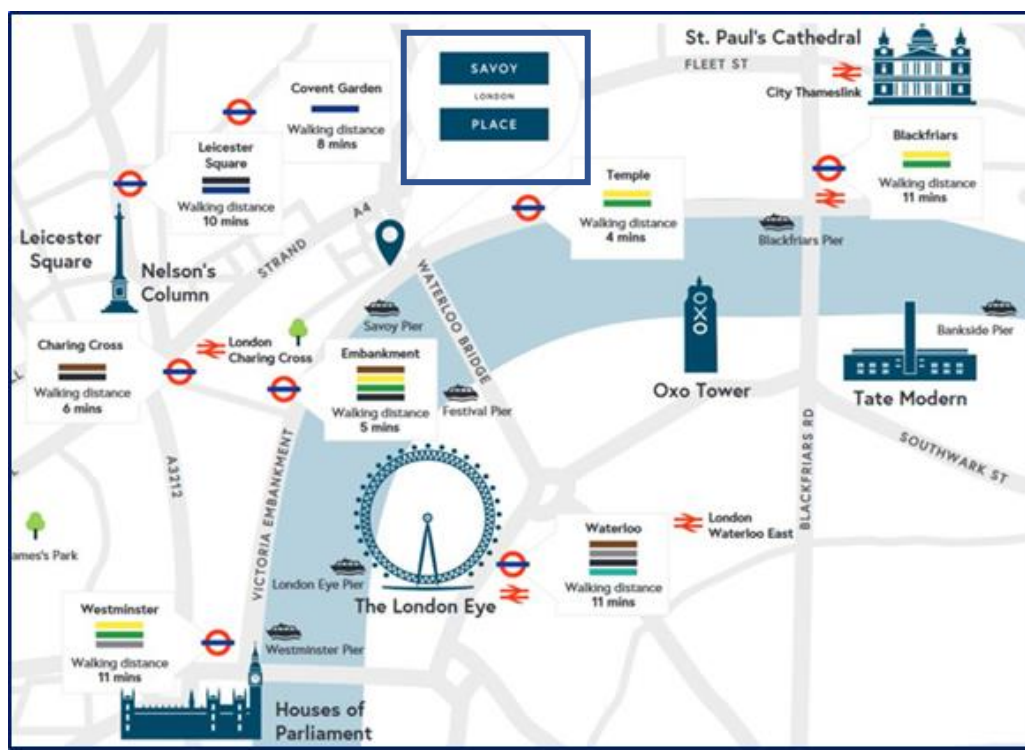 SAVOY
LONDON
PLACE
St. Paul's Cathedral
FLEET ST
City Thameslink
Covent Garden
Walking distance
8 mins
Leicester
Square
Walking distance
10 mins
Blackfriars
Walking distance
11 mins
Temple
Walking distance
4 mins
A4
STRAND
Leicester
Square
Nelson's
Column
Blackfriars Pier
WATERLOO BRIDGE
Savoy Pier
Bankside Pier
Charing Cross
Walking distance
6 mins
London
Charing Cross
Embankment
Walking distance
5 mins
Festival Pier
OXO
Oxo Tower
Tate Modern
BLACKFRIARS RD
SOUTHWARK ST
A3212
VICTORIA EMBANKMENT
Waterloo
Walking distance
11 mins
London
Waterloo East
ames's Park
London Eye Pier
The London Eye
Westminster
Walking distance
11 mins
Westminster Pier
Houses of
Parliament